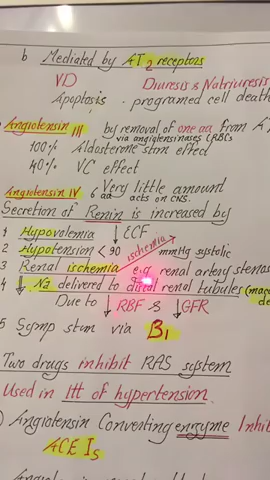 b Mediated by AT2 receptors
VD Diuresis & Natriuresis
Apoptosis . programed cell death
Angiotensin III by removal of one aa from A
via angiotensinases (RBCs
100% Aldosterone stim effect
40% VC effect
Angiotensin IV 6 aa Very little amount
acts on CNS.
Secretion of Renin is increased by
1 Hypovolemia ↓ECF
2 Hypotension < 90 mmHg systolic
ischemia
3 Renal ischemia e.g renal artery stenos
4 ↓ Na delivered to distal renal tubules (mac
de
Due to ↓RBF & ↓GFR
5 Symp stim via B1
Two drugs inhibit RAS system
Used in ttt of hypertension
) Angiotensin Converting enzyme Inhi
ACE Is